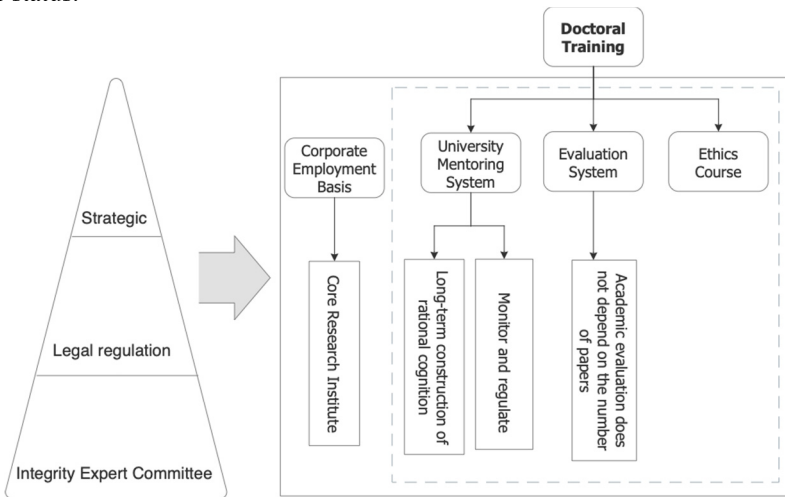 Doctoral
Training
Corporate
Employment
Basis
University
Mentoring
System
Evaluation
System
Ethics
Course
Strategic
Legal regulation
Integrity Expert Committee
Core Research Institute
Long-term construction of
rational cognition
Monitor and regulate
Academic evaluation does
not depend on the number
of papers